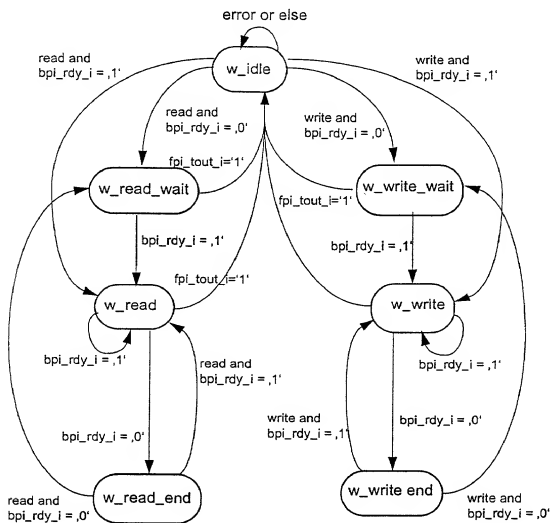 error or else
w_idle
read and
bpi_rdy_i = ‚1‘
write and
bpi_rdy_i = ‚1‘
read and
bpi_rdy_i = ‚0‘
write and
bpi_rdy_i = ‚0‘
fpi_tout_i=‘1‘
w_read_wait
fpi_tout_i=‘1‘
w_write_wait
bpi_rdy_i = ‚1‘
bpi_rdy_i = ‚1‘
fpi_tout_i=‘1‘
w_read
w_write
bpi_rdy_i = ‚1‘
read and
bpi_rdy_i = ‚1‘
bpi_rdy_i = ‚1‘
write and
bpi_rdy_i = ‚1‘
bpi_rdy_i = ‚0‘
bpi_rdy_i = ‚0‘
read and
bpi_rdy_i = ‚0‘
w_read_end
w_write end
write and
bpi_rdy_i = ‚0‘